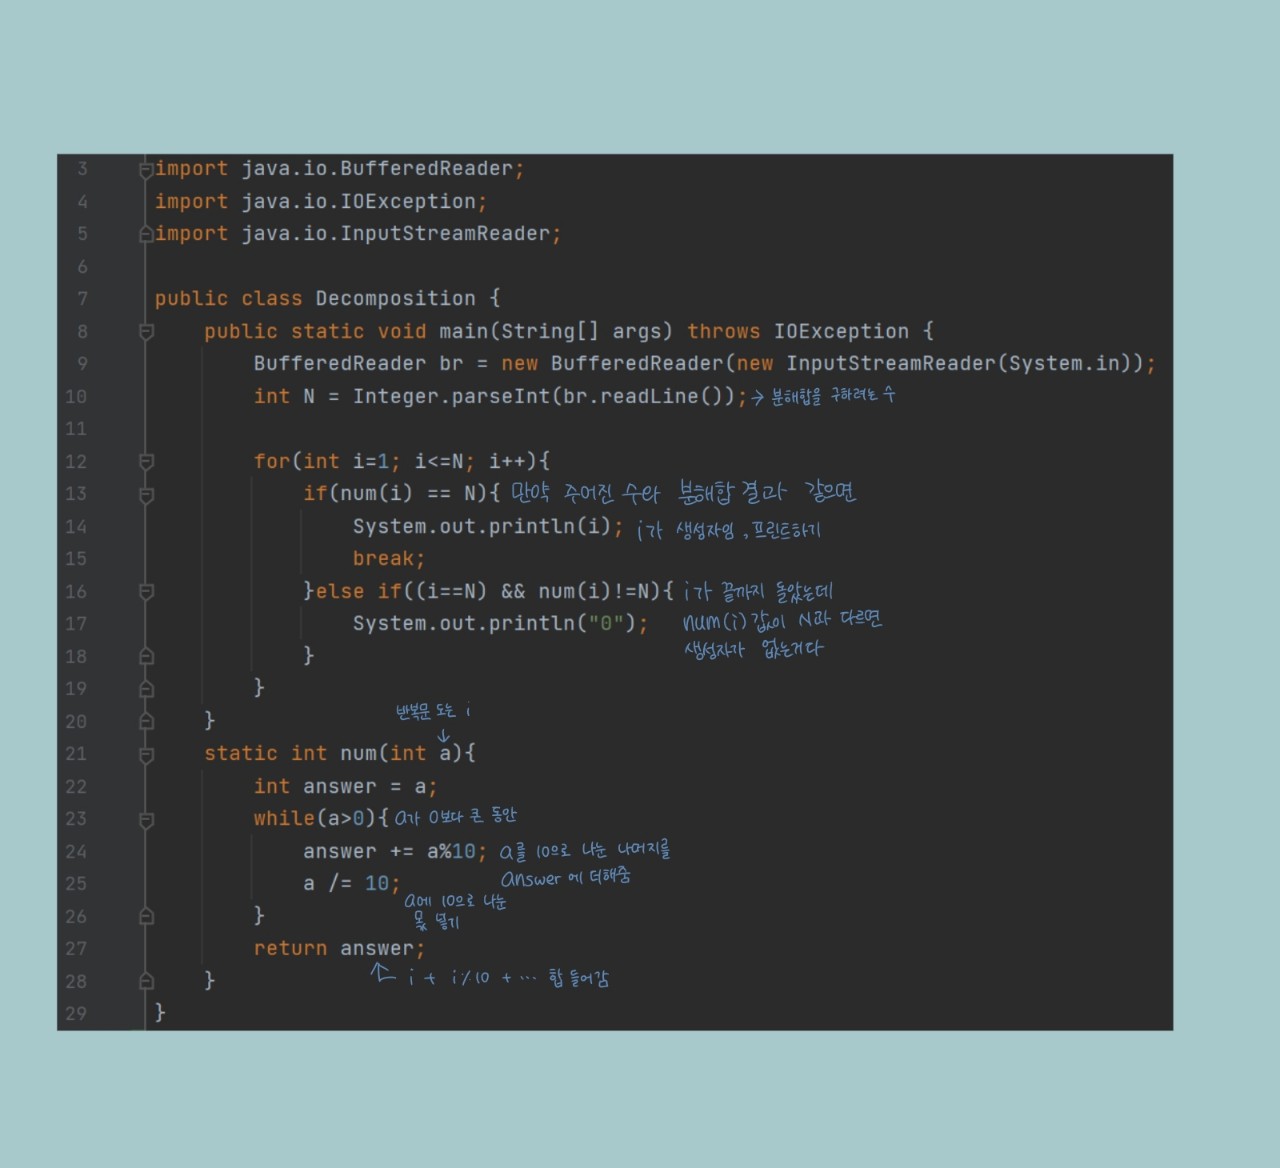 3 import java.io.BufferedReader;
4 import java.io.IOException;
5 import java.io.InputStreamReader;
6
7 public class Decomposition {
8 public static void main(String[] args) throws IOException {
9 BufferedReader br = new BufferedReader(new InputStreamReader(System.in));
10 int N = Integer.parseInt(br.readLine()); → 분해합을 구하려는 수
11
12 for(int i=1; i<=N; i++){
13 if(num(i) == N){ 만약 주어진 수와 분해합 결과 같으면
14 System.out.println(i); i가 생성자임, 프린트하기
15 break;
16 }else if((i==N) && num(i)!=N){ i가 끝까지 돌았는데
17 System.out.println("0"); num(i)값이 N과 다르면
18 } 생성자가 없는거다
19 }
반복문 도는 i
20 }
↓
21 static int num(int a){
22 int answer = a;
23 while(a>0){ a가 0보다 큰 동안
24 answer += a%10; a를 10으로 나눈 나머지를
25 a /= 10; answer에 더해줌
a에 10으로 나눈
26 } 몫 넣기
27 return answer;
28 } ← i + i%10 + ··· 합 들어감
29 }